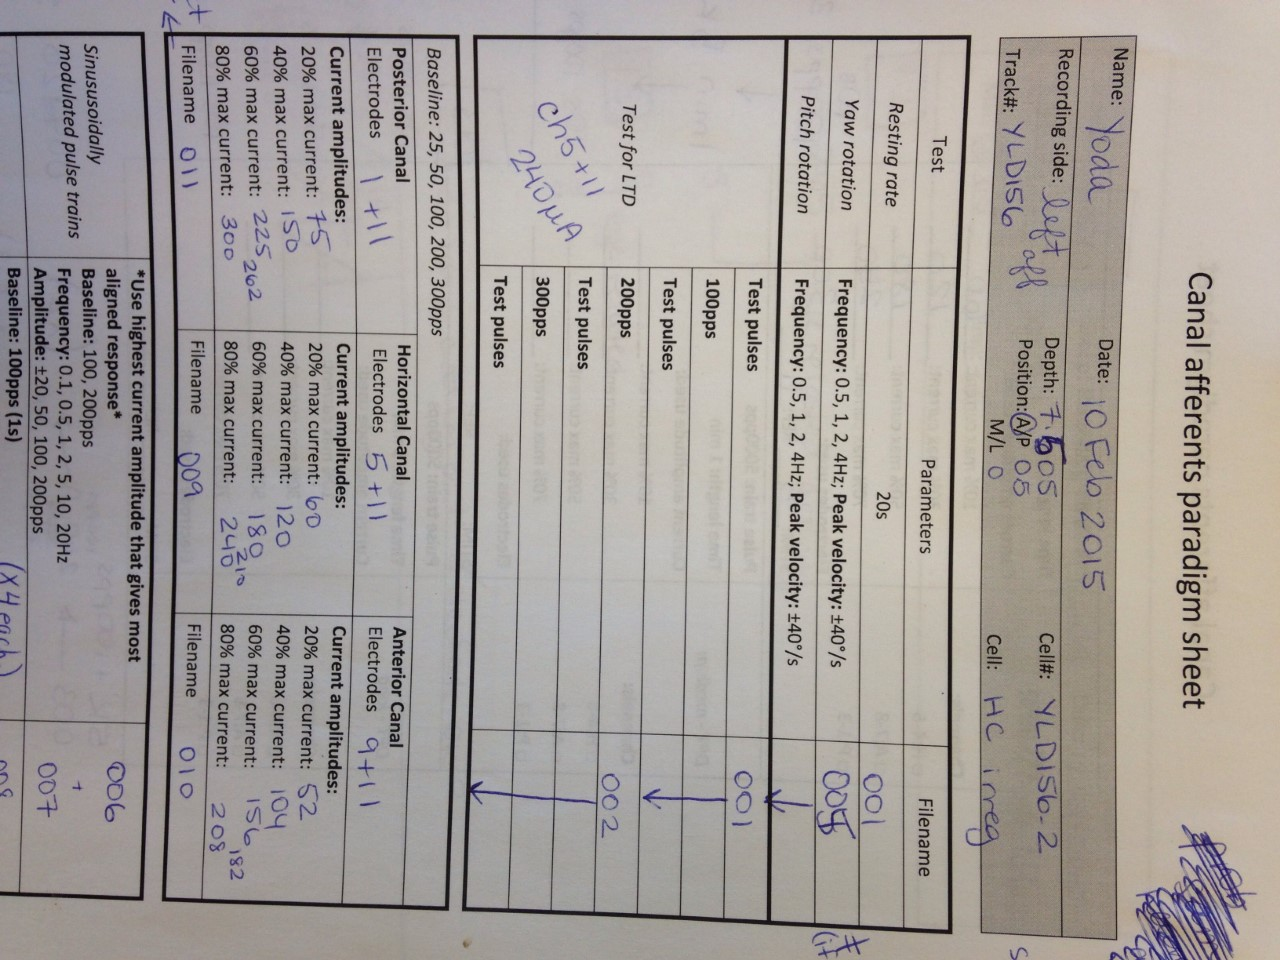 Canal afferents paradigm sheet
Name: Yoda Date: 10 Feb 2015
Recording side: left aff Depth: 7.505 Cell#: YLD156-2
Track#: YLD156 Position: A/P 05 Cell: HC irreg
M/L 0
Test Parameters Filename
Resting rate 20s 001
Yaw rotation Frequency: 0.5, 1, 2, 4Hz; Peak velocity: ±40°/s 005
Pitch rotation Frequency: 0.5, 1, 2, 4Hz; Peak velocity: ±40°/s
Test pulses 001
100pps
Test pulses
Test for LTD 200pps 002
ch5+11
240μA
Test pulses
300pps
Test pulses
Baseline: 25, 50, 100, 200, 300pps
Posterior Canal Horizontal Canal Anterior Canal
Electrodes 1+11 Electrodes 5+11 Electrodes 9+11
Current amplitudes: Current amplitudes: Current amplitudes:
20% max current: 75 20% max current: 60 20% max current: 52
40% max current: 150 40% max current: 120 40% max current: 104
60% max current: 225 60% max current: 180 60% max current: 156
262 210 182
80% max current: 300 80% max current: 240 80% max current: 208
Filename 011 Filename 009 Filename 010
*Use highest current amplitude that gives most
aligned response*
Sinususoidally
modulated pulse trains
Baseline: 100, 200pps 006
Frequency: 0.1, 0.5, 1, 2, 5, 10, 20Hz +
Amplitude: ±20, 50, 100, 200pps 007
Baseline: 100pps (1s) (x4 each) 008